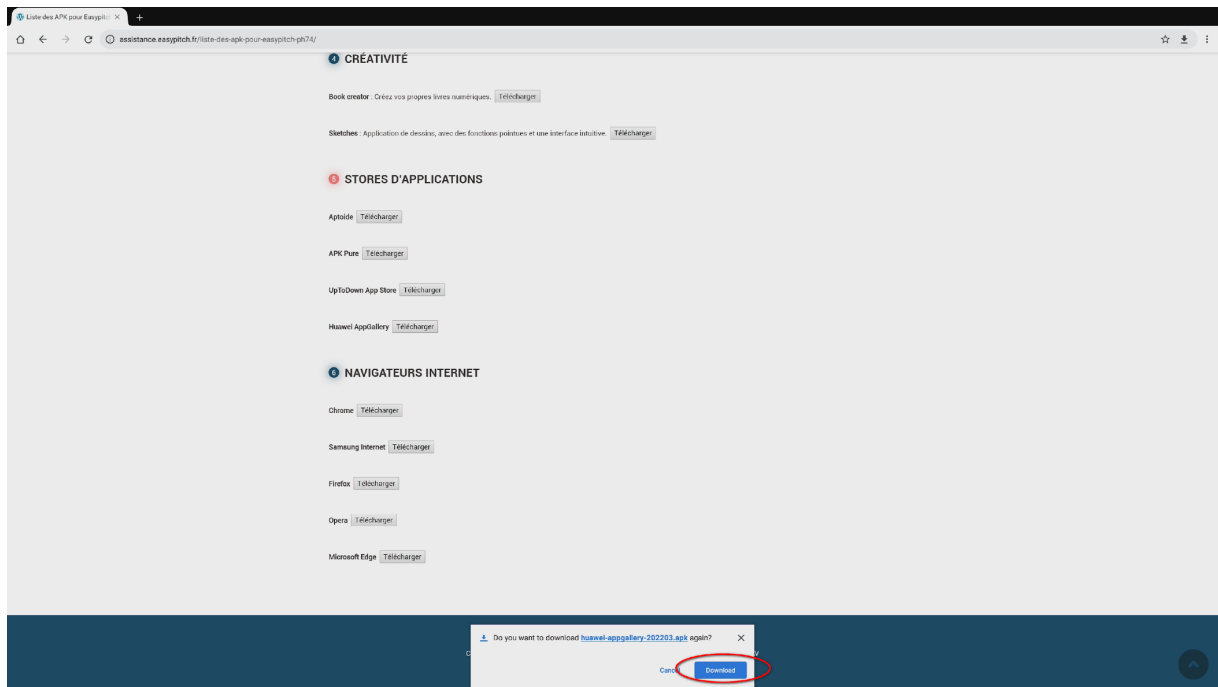 Liste des APK pour Easypitc
assistance.easypitch.fr/liste-des-apk-pour-easypitch-ph74/
4 CRÉATIVITÉ
Book creator : Créez vos propres livres numériques. Télécharger
Sketches : Application de dessins, avec des fonctions pointues et une interface intuitive. Télécharger
5 STORES D'APPLICATIONS
Aptoide Télécharger
APK Pure Télécharger
UpToDown App Store Télécharger
Huawei AppGallery Télécharger
6 NAVIGATEURS INTERNET
Chrome Télécharger
Samsung Internet Télécharger
Firefox Télécharger
Opera Télécharger
Microsoft Edge Télécharger
Do you want to download huawei-appgallery-202203.apk again?
Cancel Download